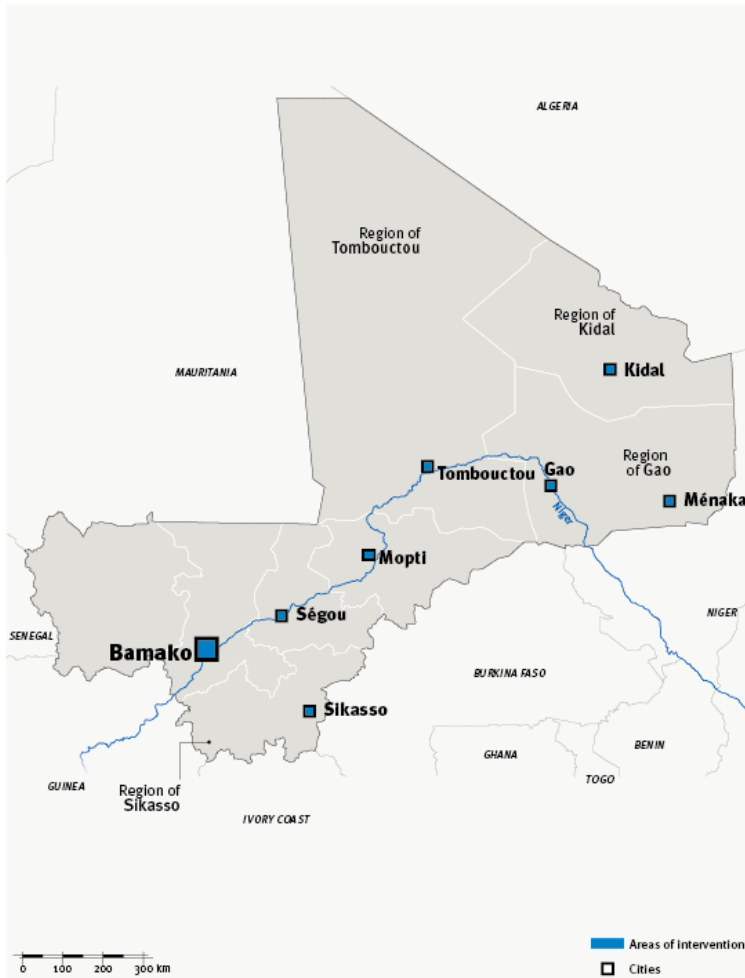 ALGERIA
Region of
Tombouctou
Region of
Kidal
Kidal
MAURITANIA
Region
of Gao
Tombouctou
Gao
Ménaka
Niger
Mopti
Ségou
NIGER
SENEGAL
Bamako
BURKINA FASO
Sikasso
GHANA
BENIN
TOGO
GUINEA
Region of
Sikasso
IVORY COAST
Areas of intervention
0 100 200 300 km
Cities